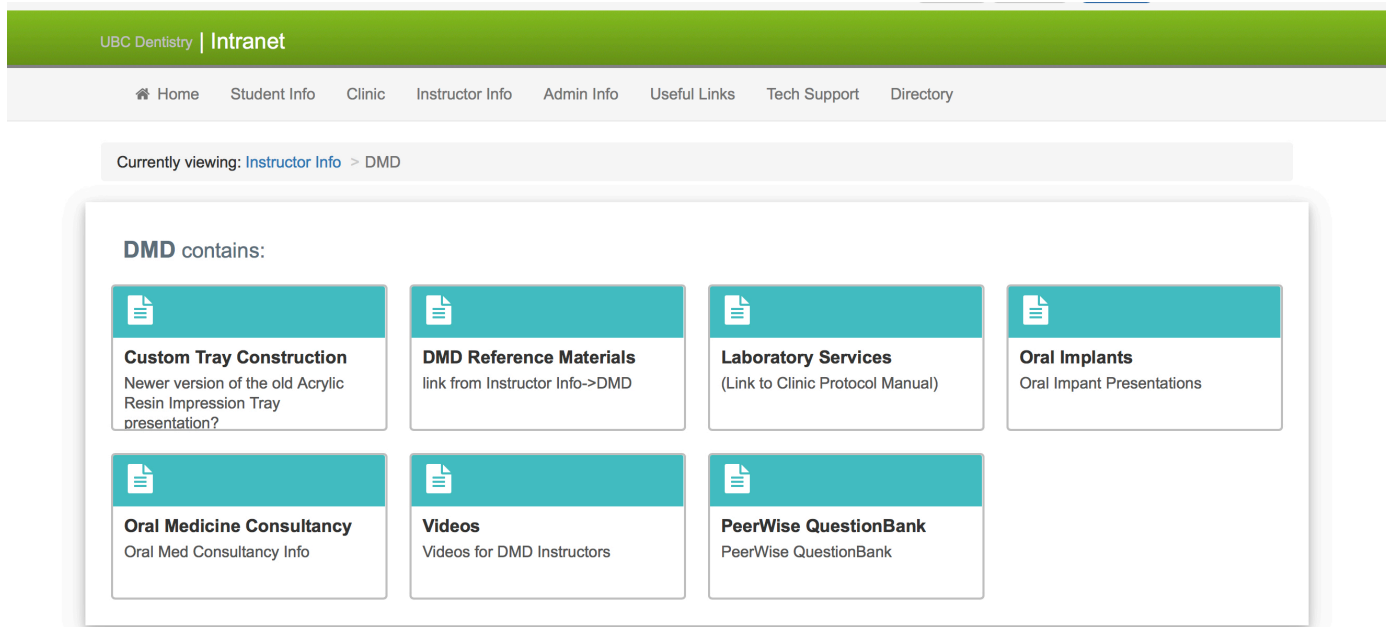 UBC Dentistry | Intranet
Home Student Info Clinic Instructor Info Admin Info Useful Links Tech Support Directory
Currently viewing: Instructor Info > DMD
DMD contains:
Custom Tray Construction
Newer version of the old Acrylic
Resin Impression Tray
presentation?
DMD Reference Materials
link from Instructor Info->DMD
Laboratory Services
(Link to Clinic Protocol Manual)
Oral Implants
Oral Impant Presentations
Oral Medicine Consultancy
Oral Med Consultancy Info
Videos
Videos for DMD Instructors
PeerWise QuestionBank
PeerWise QuestionBank